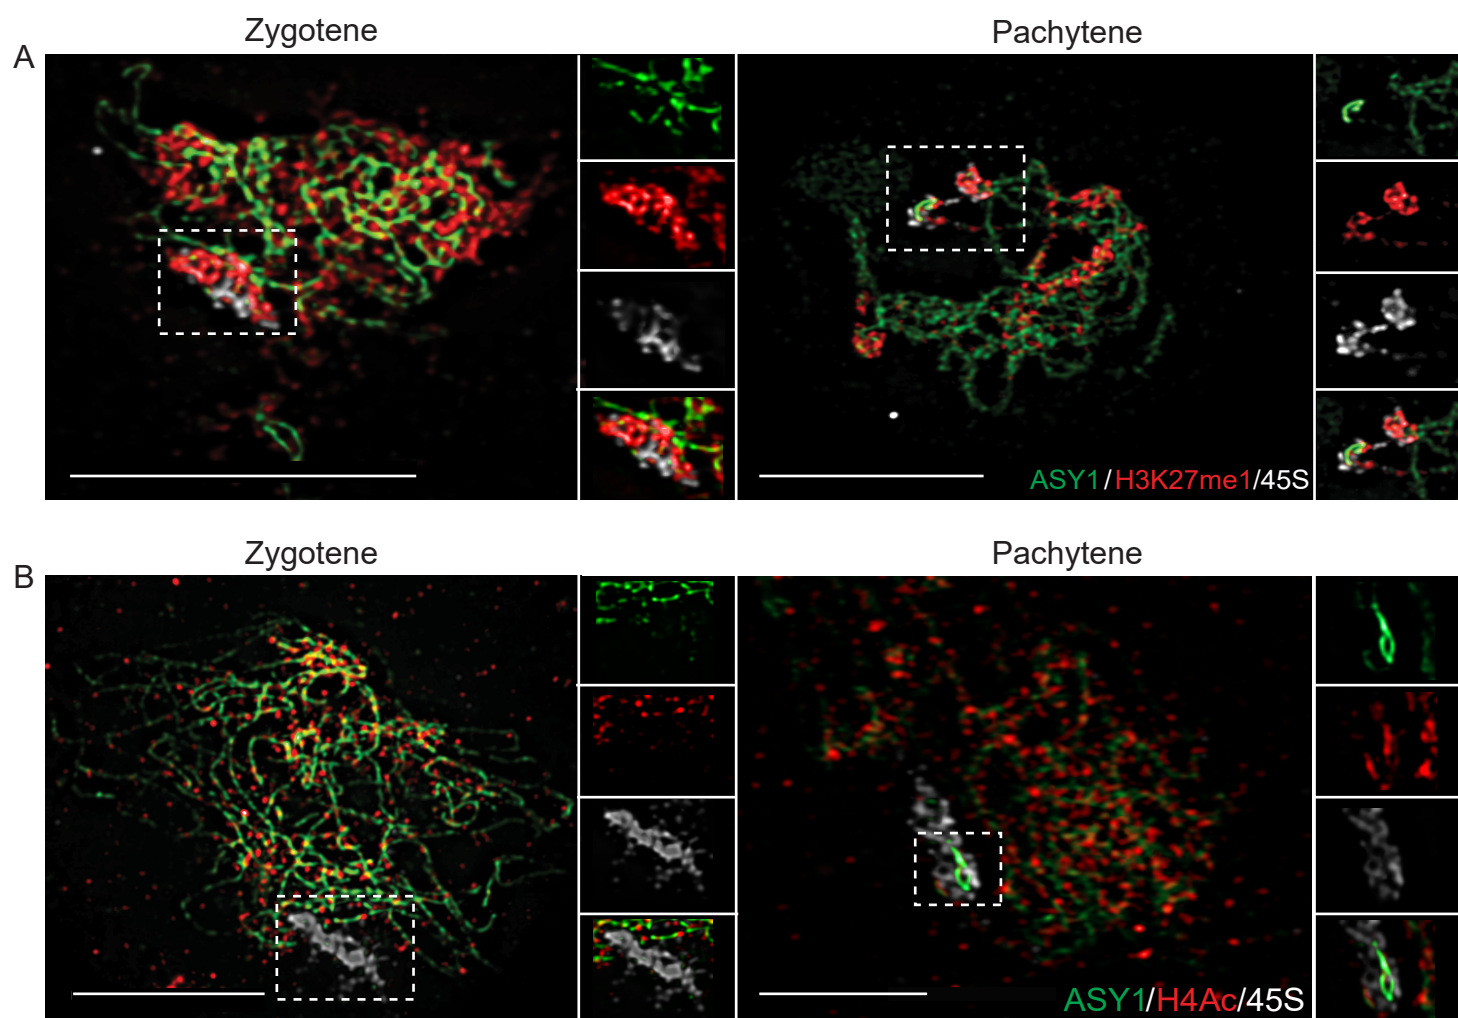 Zygotene
Pachytene
A
ASY1/H3K27me1/45S
Zygotene
Pachytene
B
ASY1/H4Ac/45S